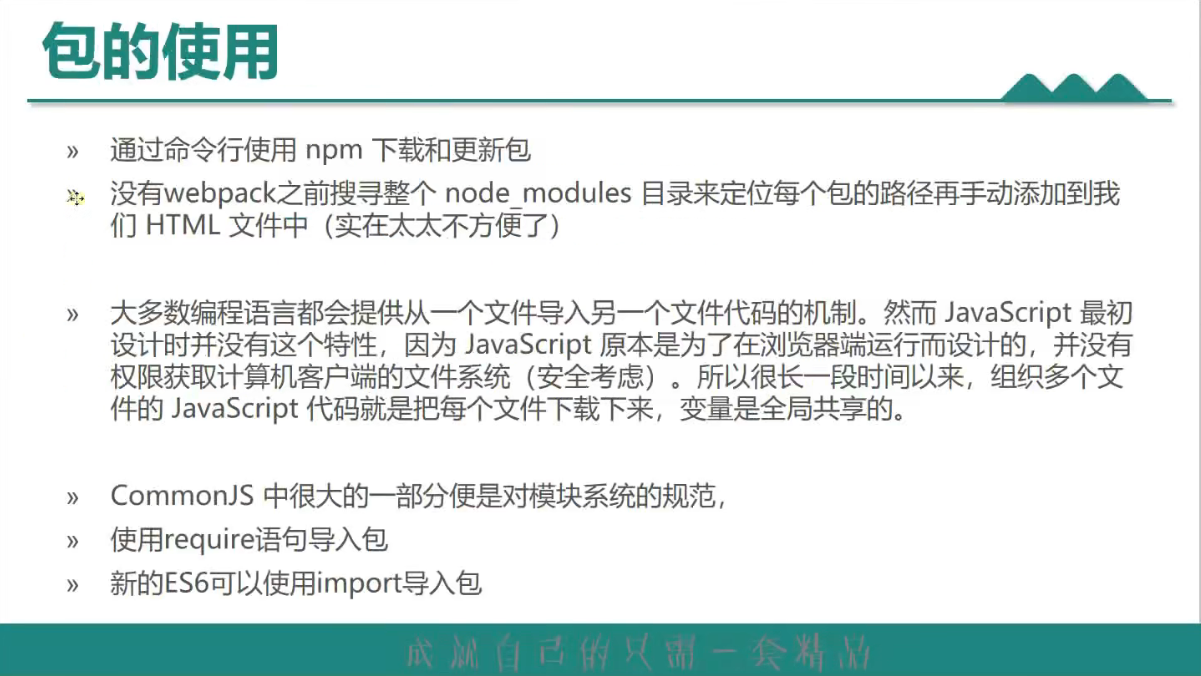 包的使用
» 通过命令行使用 npm 下载和更新包
» 没有webpack之前搜寻整个 node_modules 目录来定位每个包的路径再手动添加到我
们 HTML 文件中（实在太太不方便了）
» 大多数编程语言都会提供从一个文件导入另一个文件代码的机制。然而 JavaScript 最初
设计时并没有这个特性，因为 JavaScript 原本是为了在浏览器端运行而设计的，并没有
权限获取计算机客户端的文件系统（安全考虑）。所以很长一段时间以来，组织多个文
件的 JavaScript 代码就是把每个文件下载下来，变量是全局共享的。
» CommonJS 中很大的一部分便是对模块系统的规范，
» 使用require语句导入包
» 新的ES6可以使用import导入包
自己的只需一套精品